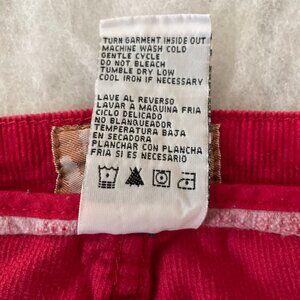 TURN GARMENT INSIDE OUT
MACHINE WASH COLD
GENTLE CYCLE
DO NOT BLEACH
TUMBLE DRY LOW
COOL IRON IF NECESSARY
LAVE AL REVERSO
LAVAR A MAQUINA FRIA
CICLO DELICADO
NO BLANQUEADOR
TEMPERATURA BAJA
EN SECADORA
PLANCHAR CON PLANCHA
FRIA SI ES NECESARIO